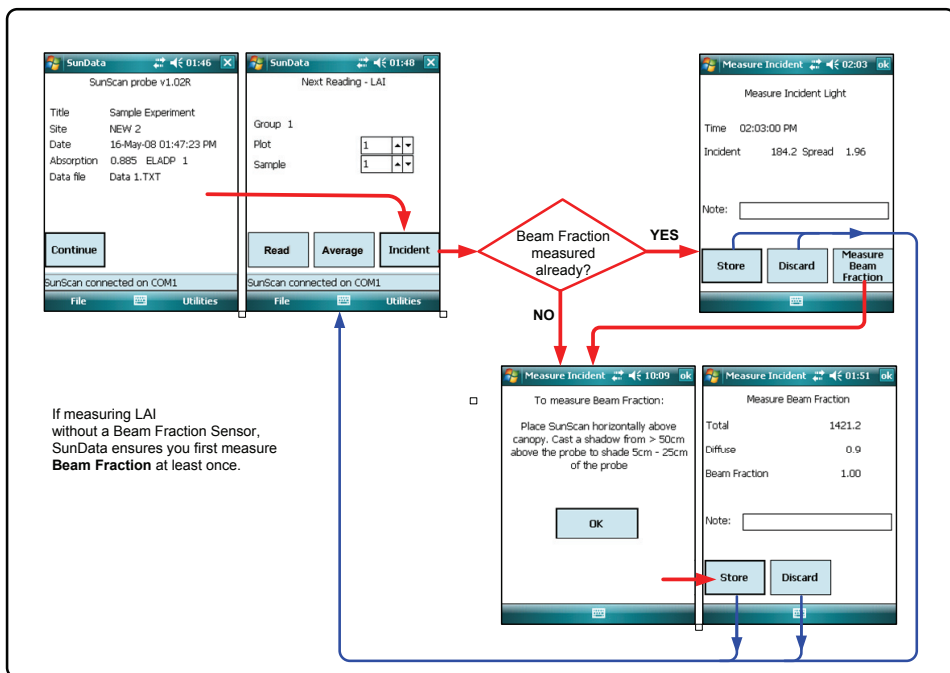 SunData 01:46
SunScan probe v1.02R
Title Sample Experiment
Site NEW 2
Date 16-May-08 01:47:23 PM
Absorption 0.885 ELADP 1
Data file Data 1.TXT
Continue
SunScan connected on COM1
File Utilities
SunData 01:48
Next Reading - LAI
Group 1
Plot 1
Sample 1
Read Average Incident
SunScan connected on COM1
File Utilities
Beam Fraction
measured
already?
YES
NO
Measure Incident 02:03 ok
Measure Incident Light
Time 02:03:00 PM
Incident 184.2 Spread 1.96
Note:
Store Discard Measure
Beam
Fraction
If measuring LAI
without a Beam Fraction Sensor,
SunData ensures you first measure
Beam Fraction at least once.
Measure Incident 10:09 ok
To measure Beam Fraction:
Place SunScan horizontally above
canopy. Cast a shadow from > 50cm
above the probe to shade 5cm - 25cm
of the probe
OK
Measure Incident 01:51 ok
Measure Beam Fraction
Total 1421.2
Diffuse 0.9
Beam Fraction 1.00
Note:
Store Discard